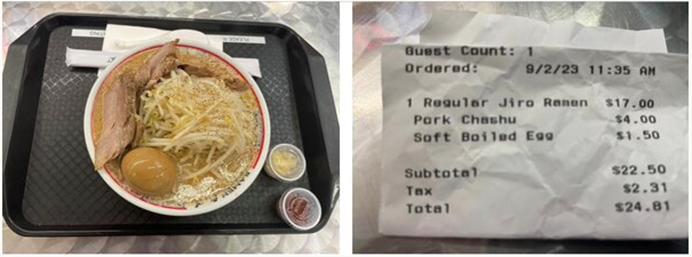 PLEASE R
Guest Count: 1
Ordered: 9/2/23 11:35 AM
1 Regular Jiro Ramen $17.00
Pork Chashu $4.00
Soft Boiled Egg $1.50
Subtotal $22.50
Tax $2.31
Total $24.81